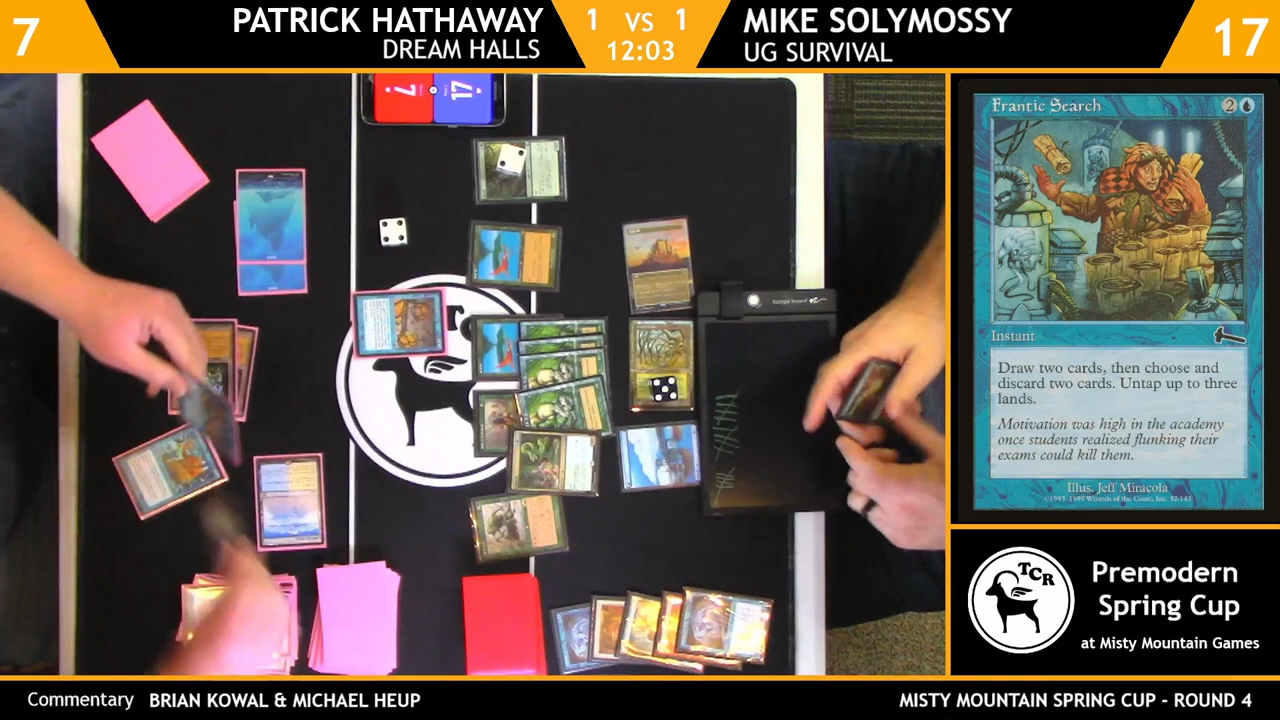 7
PATRICK HATHAWAY
DREAM HALLS
1 VS 1
12:03
MIKE SOLYMOSSY
UG SURVIVAL
17
7
17
Frantic Search
2
Instant
Draw two cards, then choose and
discard two cards. Untap up to three
lands.
Motivation was high in the academy
once students realized flunking their
exams could kill them.
Illus. Jeff Miracola
TCR
Premodern
Spring Cup
at Misty Mountain Games
Commentary BRIAN KOWAL & MICHAEL HEUP
MISTY MOUNTAIN SPRING CUP - ROUND 4